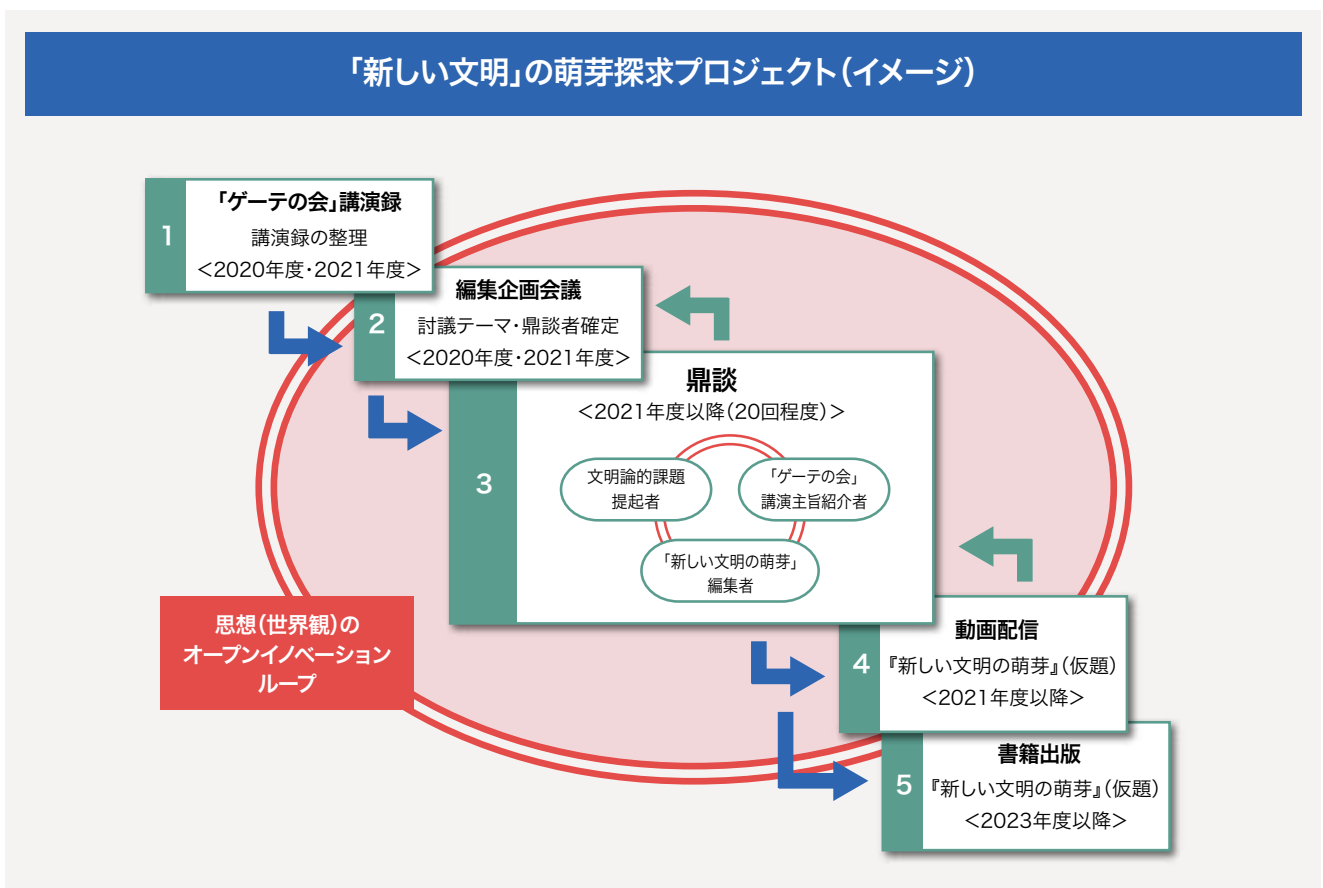 「新しい文明」の萌芽探求プロジェクト（イメージ）
1
「ゲーテの会」講演録
講演録の整理
＜2020年度・2021年度＞
2
編集企画会議
討議テーマ・鼎談者確定
＜2020年度・2021年度＞
3
鼎談
＜2021年度以降（20回程度）＞
文明論的課題
提起者
「ゲーテの会」
講演主旨紹介者
「新しい文明の萌芽」
編集者
思想（世界観）の
オープンイノベーション
ループ
4
動画配信
『新しい文明の萌芽』（仮題）
＜2021年度以降＞
5
書籍出版
『新しい文明の萌芽』（仮題）
＜2023年度以降＞